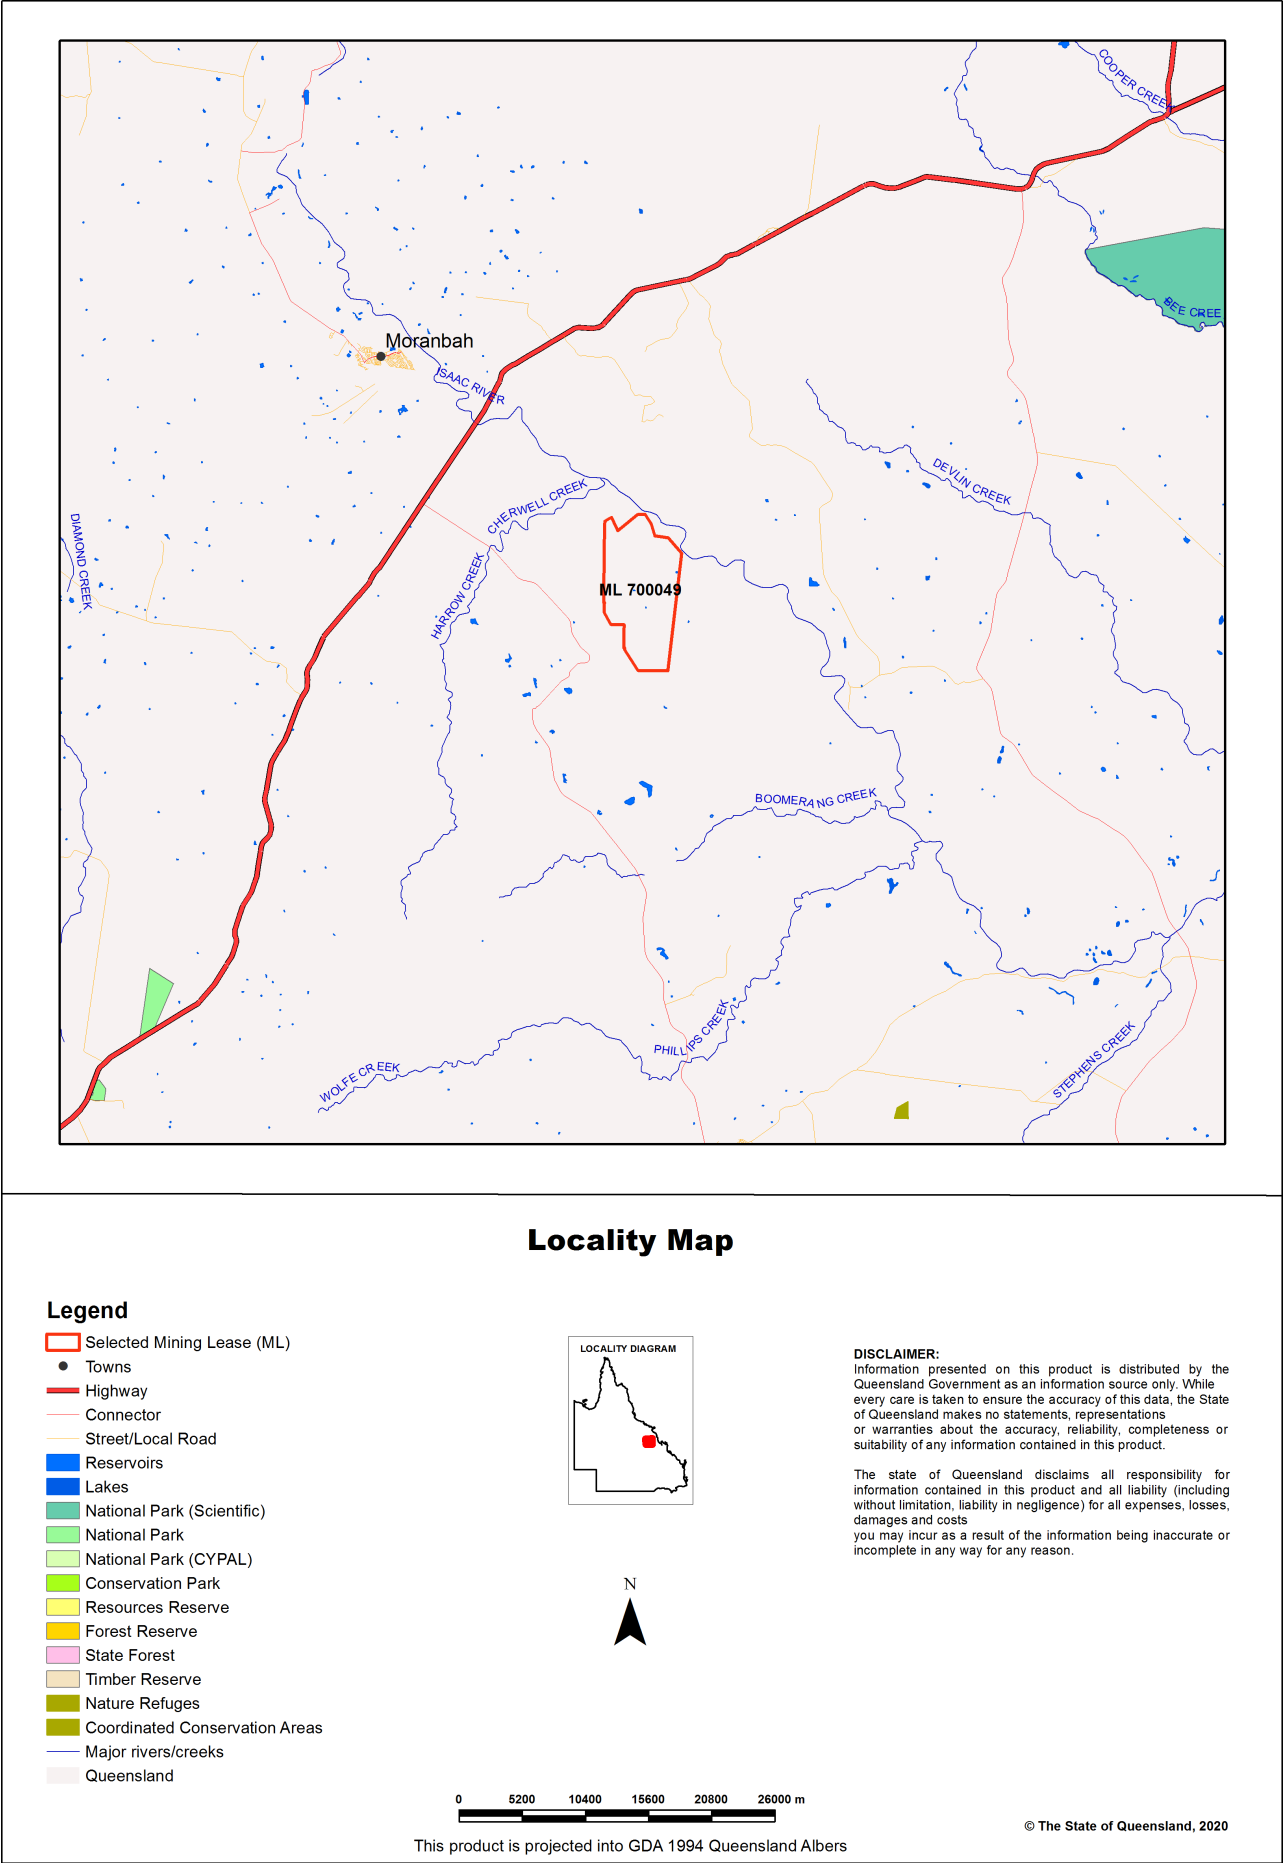 COOPER CREEK
BEE CREE
Moranbah
ISAAC RIVER
DEVLIN CREEK
CHERWELL CREEK
DIAMOND CREEK
HARROW CREEK
ML 700049
BOOMERANG CREEK
PHILLIPS CREEK
WOLFE CREEK
STEPHENS CREEK
Locality Map
Legend
Selected Mining Lease (ML)
Towns
Highway
Connector
Street/Local Road
Reservoirs
Lakes
National Park (Scientific)
National Park
National Park (CYPAL)
Conservation Park
Resources Reserve
Forest Reserve
State Forest
Timber Reserve
Nature Refuges
Coordinated Conservation Areas
Major rivers/creeks
Queensland
LOCALITY DIAGRAM
N
DISCLAIMER:
Information presented on this product is distributed by the
Queensland Government as an information source only. While
every care is taken to ensure the accuracy of this data, the State
of Queensland makes no statements, representations
or warranties about the accuracy, reliability, completeness or
suitability of any information contained in this product.
The state of Queensland disclaims all responsibility for
information contained in this product and all liability (including
without limitation, liability in negligence) for all expenses, losses,
damages and costs
you may incur as a result of the information being inaccurate or
incomplete in any way for any reason.
0 5200 10400 15600 20800 26000 m
This product is projected into GDA 1994 Queensland Albers
© The State of Queensland, 2020